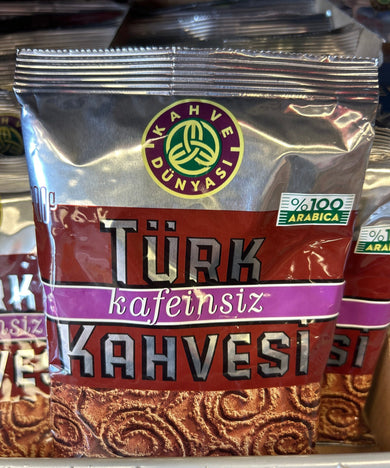 KAHVE
DÜNYASI
%100
ARABICA
TÜRK
kafeinsiz
KAHVESİ